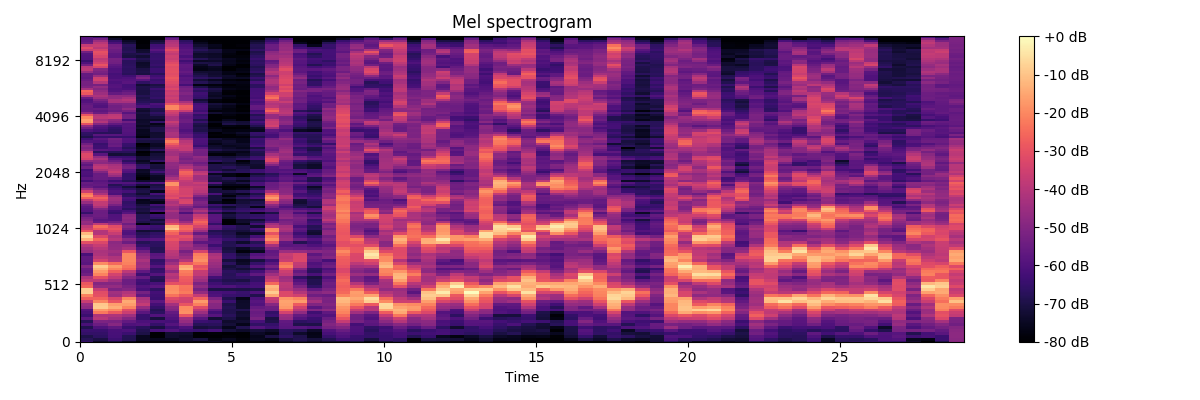 Mel spectrogram
Hz
8192
4096
2048
1024
512
0
0 5 10 15 20 25
Time
+0 dB
-10 dB
-20 dB
-30 dB
-40 dB
-50 dB
-60 dB
-70 dB
-80 dB